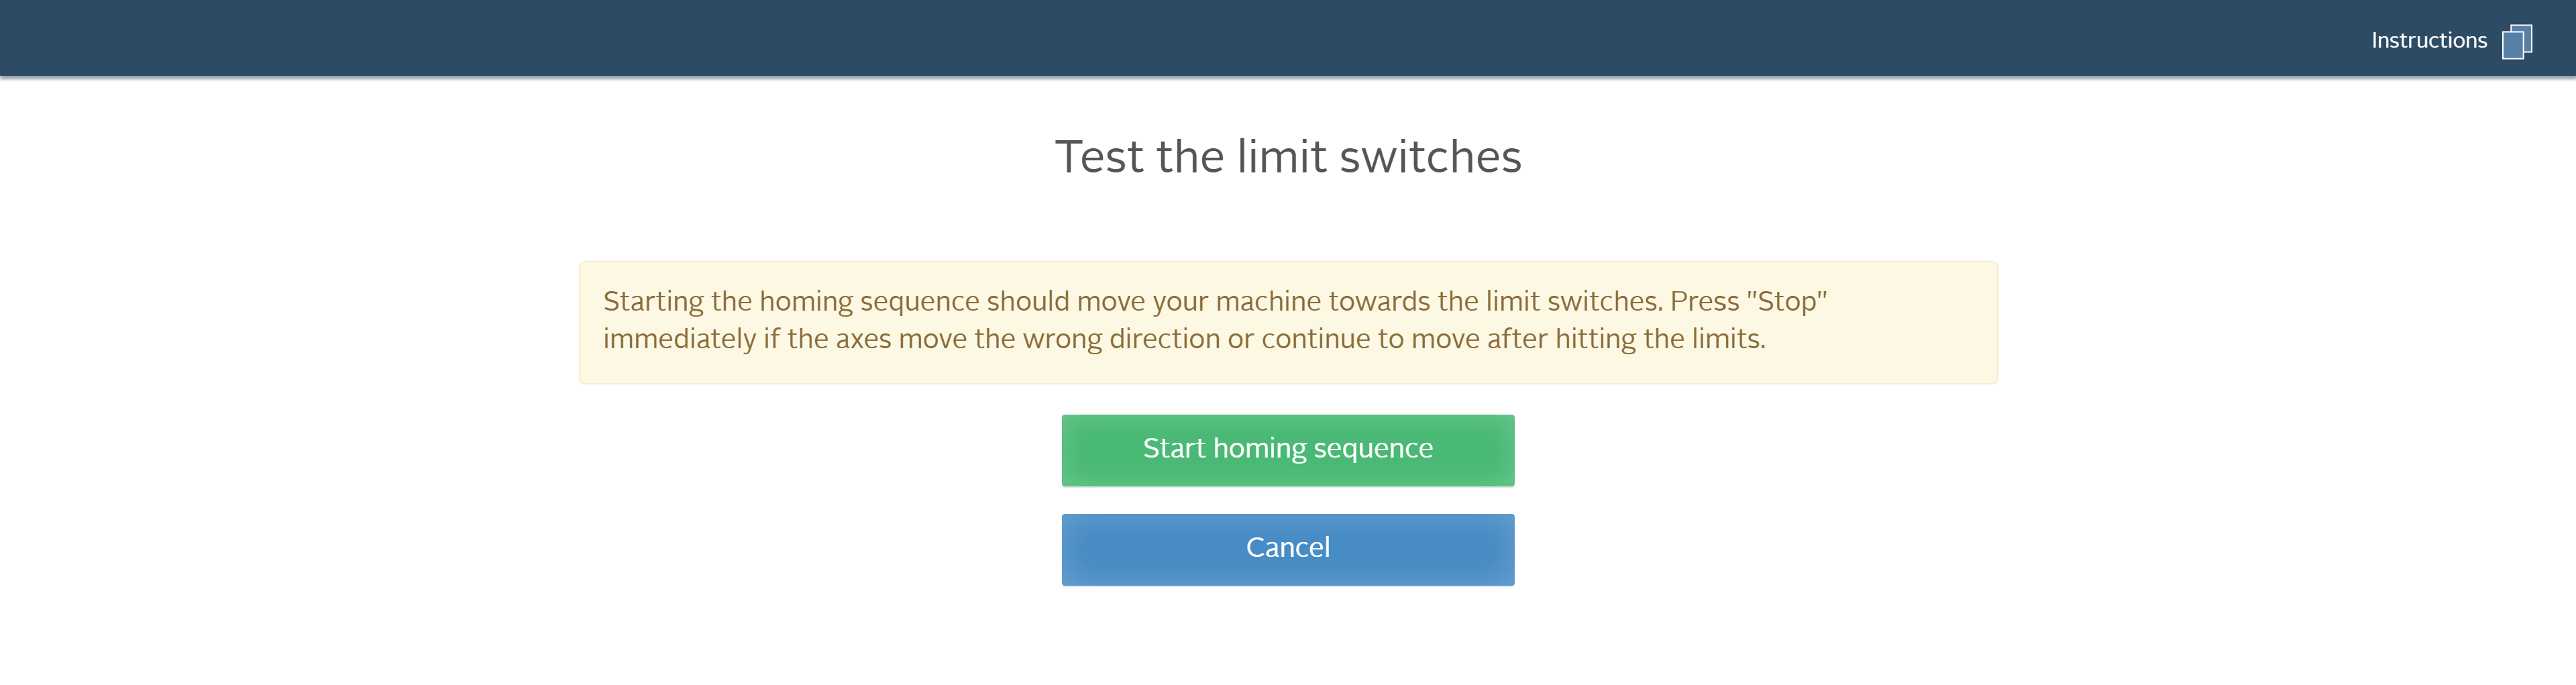 Instructions
Test the limit switches
Starting the homing sequence should move your machine towards the limit switches. Press "Stop"
immediately if the axes move the wrong direction or continue to move after hitting the limits.
Start homing sequence
Cancel